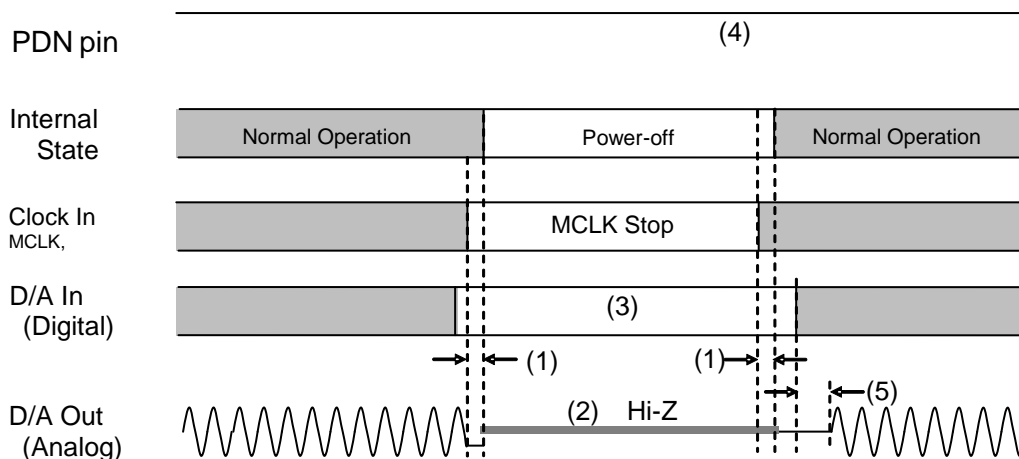 (4)
PDN pin
Internal
State
Normal Operation
Power-off
Normal Operation
Clock In
MCLK,
MCLK Stop
D/A In
(Digital)
(3)
(1)
(1)
(5)
D/A Out
(Analog)
(2) Hi-Z